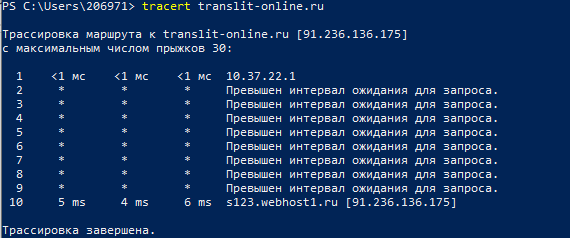 PS C:\Users\206971> tracert translit-online.ru
Трассировка маршрута к translit-online.ru [91.236.136.175]
с максимальным числом прыжков 30:
1 <1 мс <1 мс <1 мс 10.37.22.1
2 * * * Превышен интервал ожидания для запроса.
3 * * * Превышен интервал ожидания для запроса.
4 * * * Превышен интервал ожидания для запроса.
5 * * * Превышен интервал ожидания для запроса.
6 * * * Превышен интервал ожидания для запроса.
7 * * * Превышен интервал ожидания для запроса.
8 * * * Превышен интервал ожидания для запроса.
9 * * * Превышен интервал ожидания для запроса.
10 5 ms 4 ms 6 ms s123.webhost1.ru [91.236.136.175]
Трассировка завершена.